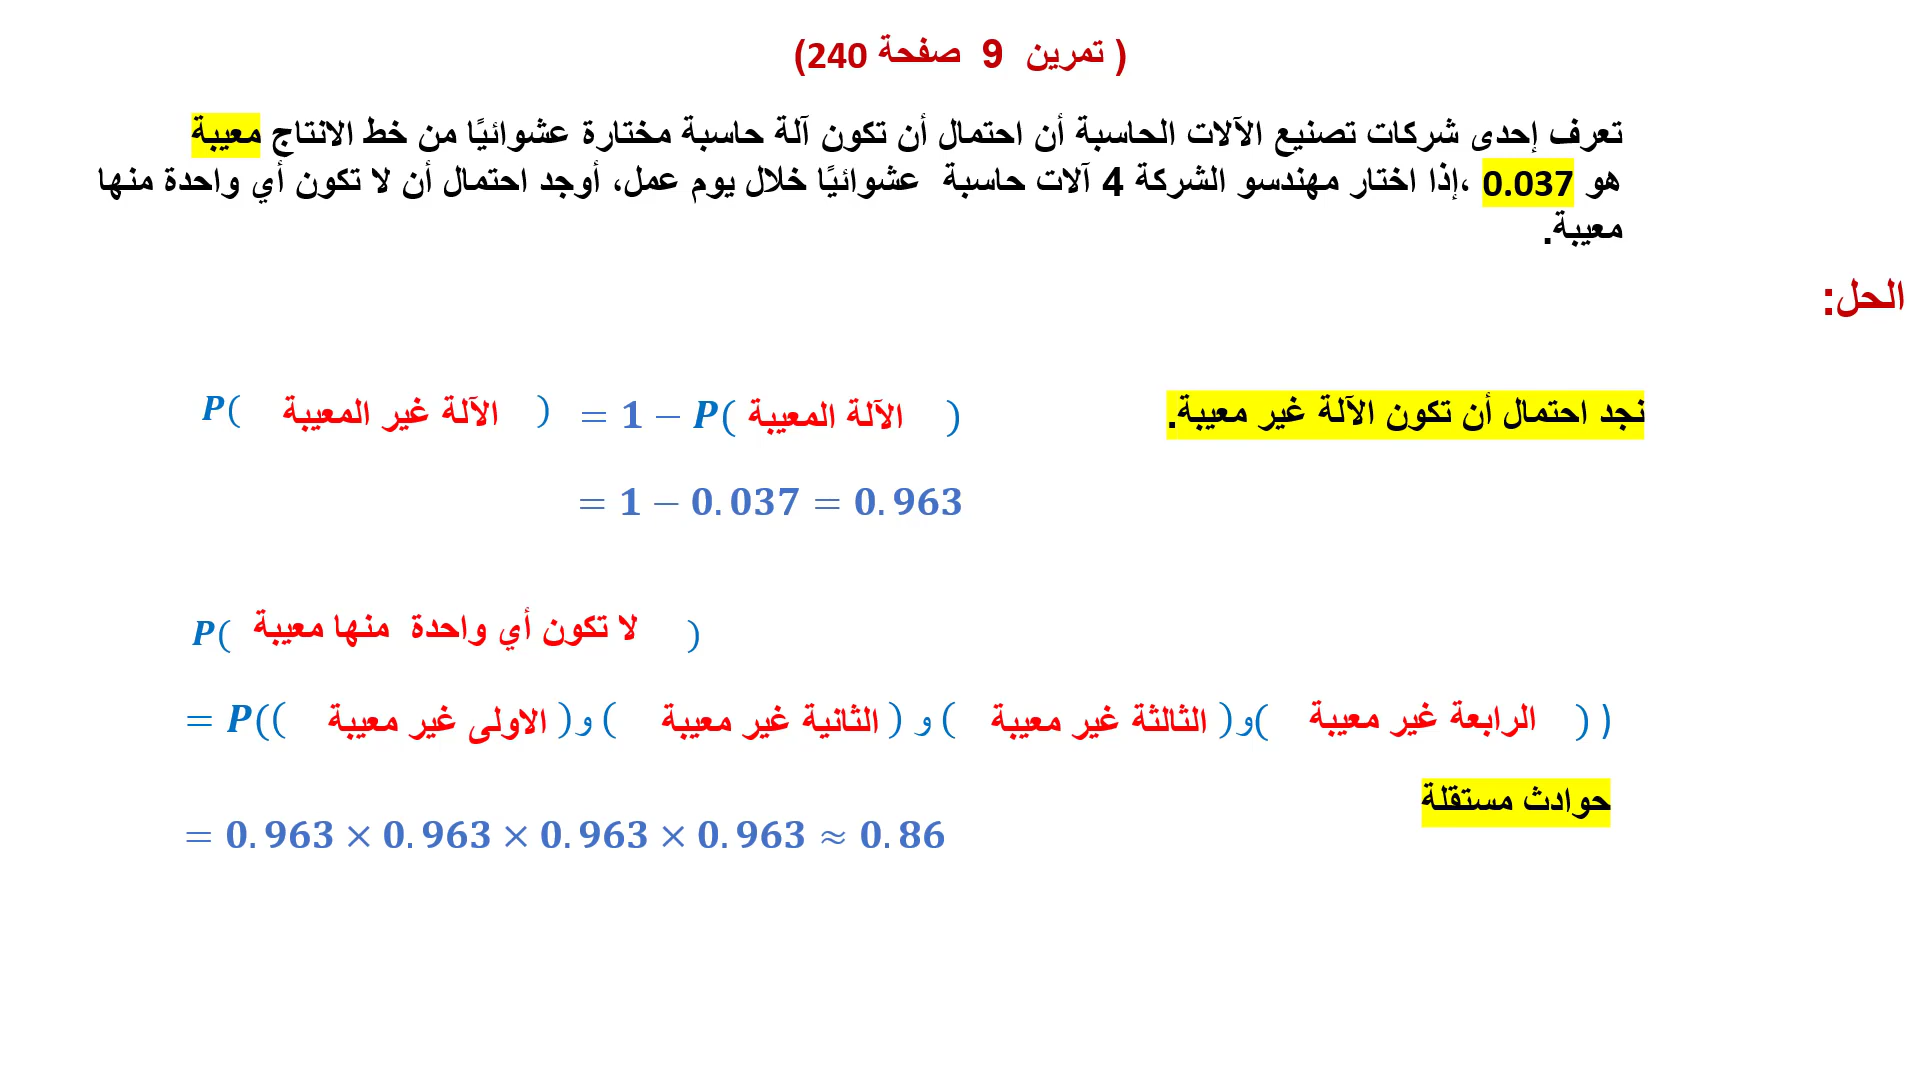 ( تمرين 9 صفحة 240)
تعرف إحدى شركات تصنيع الآلات الحاسبة أن احتمال أن تكون آلة حاسبة مختارة عشوائيًا من خط الانتاج معيبة
هو 0.037 ،إذا اختار مهندسو الشركة 4 آلات حاسبة عشوائيًا خلال يوم عمل، أوجد احتمال أن لا تكون أي واحدة منها
معيبة.
الحل:
نجد احتمال أن تكون الآلة غير معيبة.
P( الآلة غير المعيبة ) = 1 − P( الآلة المعيبة )
= 1 − 0.037 = 0.963
P( لا تكون أي واحدة منها معيبة )
= P(( الاولى غير معيبة ) و ( الثانية غير معيبة ) و ( الثالثة غير معيبة ) و ( الرابعة غير معيبة ))
حوادث مستقلة
= 0.963 × 0.963 × 0.963 × 0.963 ≈ 0.86